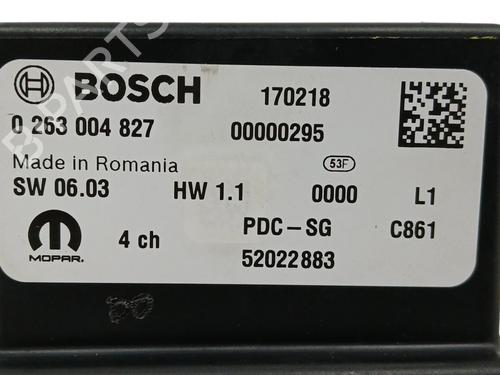 BOSCH 170218
0 263 004 827 00000295
Made in Romania 53F
SW 06.03 HW 1.1 0000 L1
MOPAR. 4 ch PDC-SG C861
52022883